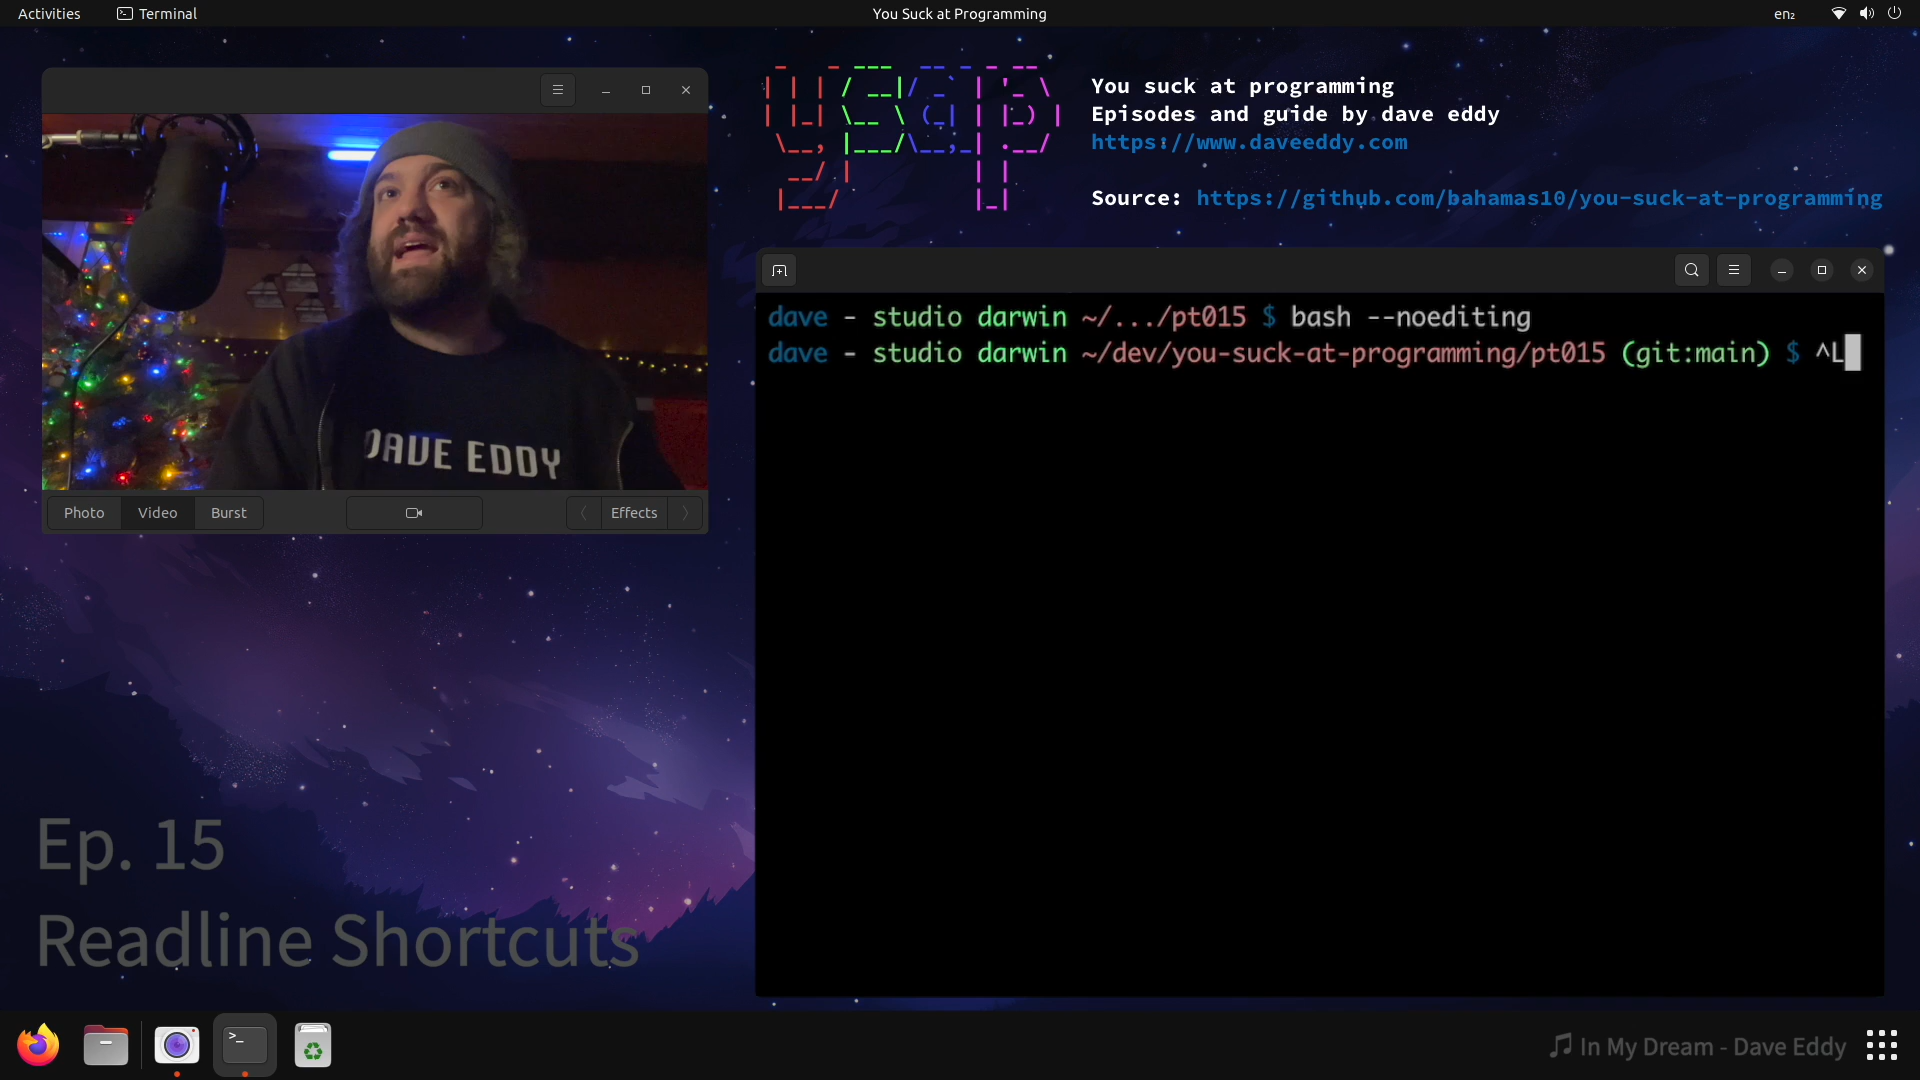 Activities
Terminal
You Suck at Programming
en₂
You suck at programming
Episodes and guide by dave eddy
https://www.daveeddy.com
Source: https://github.com/bahamas10/you-suck-at-programming
DAVE EDDY
Photo
Video
Burst
Effects
dave - studio darwin ~/.../pt015 $ bash --noediting
dave - studio darwin ~/dev/you-suck-at-programming/pt015 (git:main) $ ^L
Ep. 15
Readline Shortcuts
In My Dream - Dave Eddy